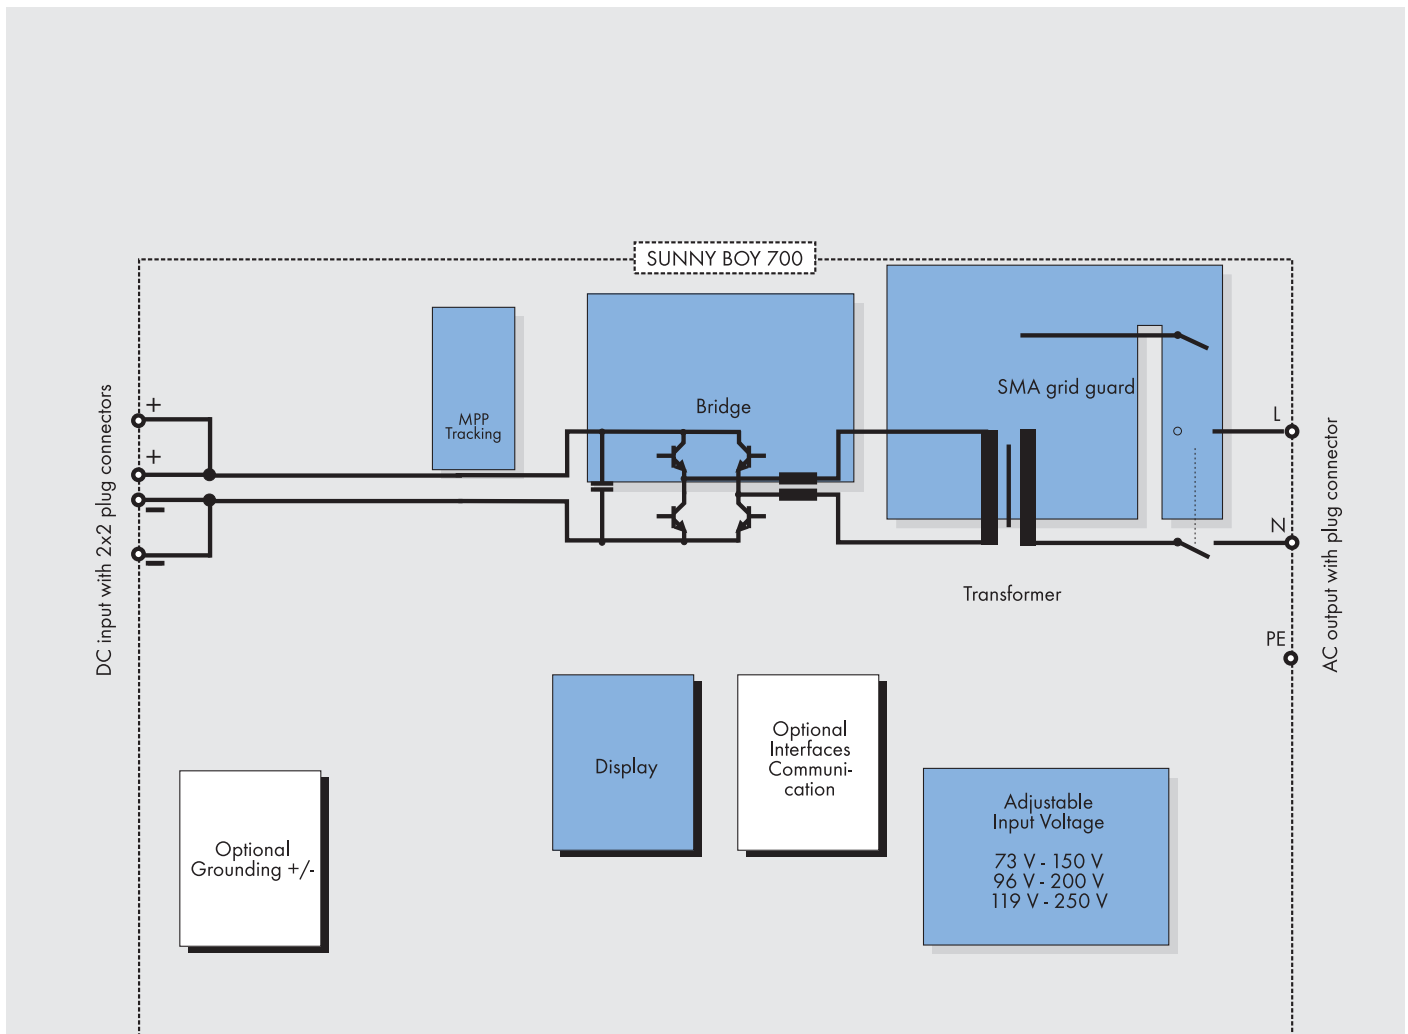 SUNNY BOY 700
MPP
Tracking
Bridge
SMA grid guard
DC input with 2x2 plug connectors
+
+
–
–
L
N
PE
AC output with plug connector
Transformer
Display
Optional
Interfaces
Communi-
cation
Optional
Grounding +/-
Adjustable
Input Voltage
73 V - 150 V
96 V - 200 V
119 V - 250 V